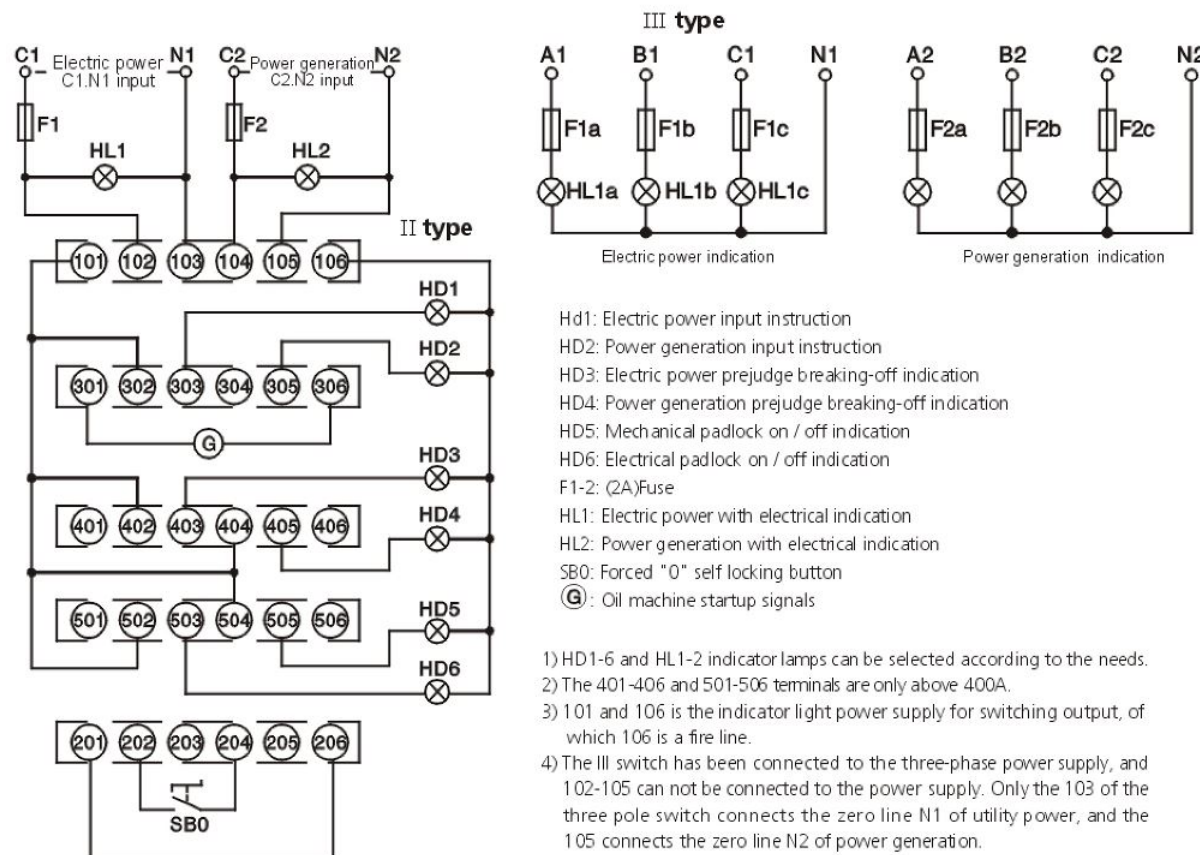 III type
C1 Electric power N1 C2 Power generation N2
C1.N1 input C2.N2 input
A1 B1 C1 N1 A2 B2 C2 N2
F1 F2 F1a F1b F1c F2a F2b F2c
HL1 HL2
HL1a HL1b HL1c
II type
Electric power indication Power generation indication
101 102 103 104 105 106
HD1
HD2
301 302 303 304 305 306
G
HD3
401 402 403 404 405 406 HD4
501 502 503 504 505 506 HD5
HD6
201 202 203 204 205 206
SB0
Hd1: Electric power input instruction
HD2: Power generation input instruction
HD3: Electric power prejudge breaking-off indication
HD4: Power generation prejudge breaking-off indication
HD5: Mechanical padlock on / off indication
HD6: Electrical padlock on / off indication
F1-2: (2A)Fuse
HL1: Electric power with electrical indication
HL2: Power generation with electrical indication
SB0: Forced "0" self locking button
G : Oil machine startup signals
1) HD1-6 and HL1-2 indicator lamps can be selected according to the needs.
2) The 401-406 and 501-506 terminals are only above 400A.
3) 101 and 106 is the indicator light power supply for switching output, of
which 106 is a fire line.
4) The III switch has been connected to the three-phase power supply, and
102-105 can not be connected to the power supply. Only the 103 of the
three pole switch connects the zero line N1 of utility power, and the
105 connects the zero line N2 of power generation.